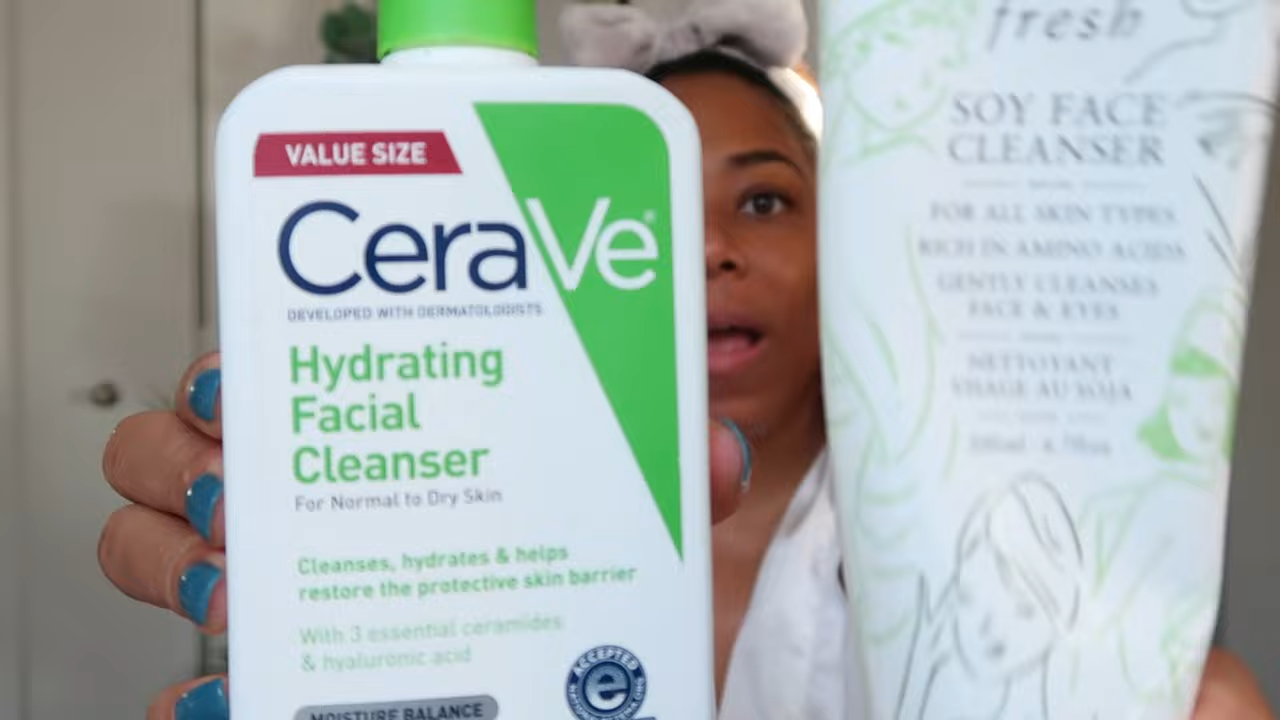 VALUE SIZE
CeraVe®
DEVELOPED WITH DERMATOLOGISTS
Hydrating
Facial
Cleanser
For Normal to Dry Skin
Cleanses, hydrates & helps
restore the protective skin barrier
With 3 essential ceramides
& hyaluronic acid
MOISTURE BALANCE
ACCEPTED
e
fresh
SOY FACE
CLEANSER
FOR ALL SKIN TYPES
RICH IN AMINO ACIDS
GENTLY CLEANSES
FACE & EYES
NETTOYANT
VISAGE AU SOJA